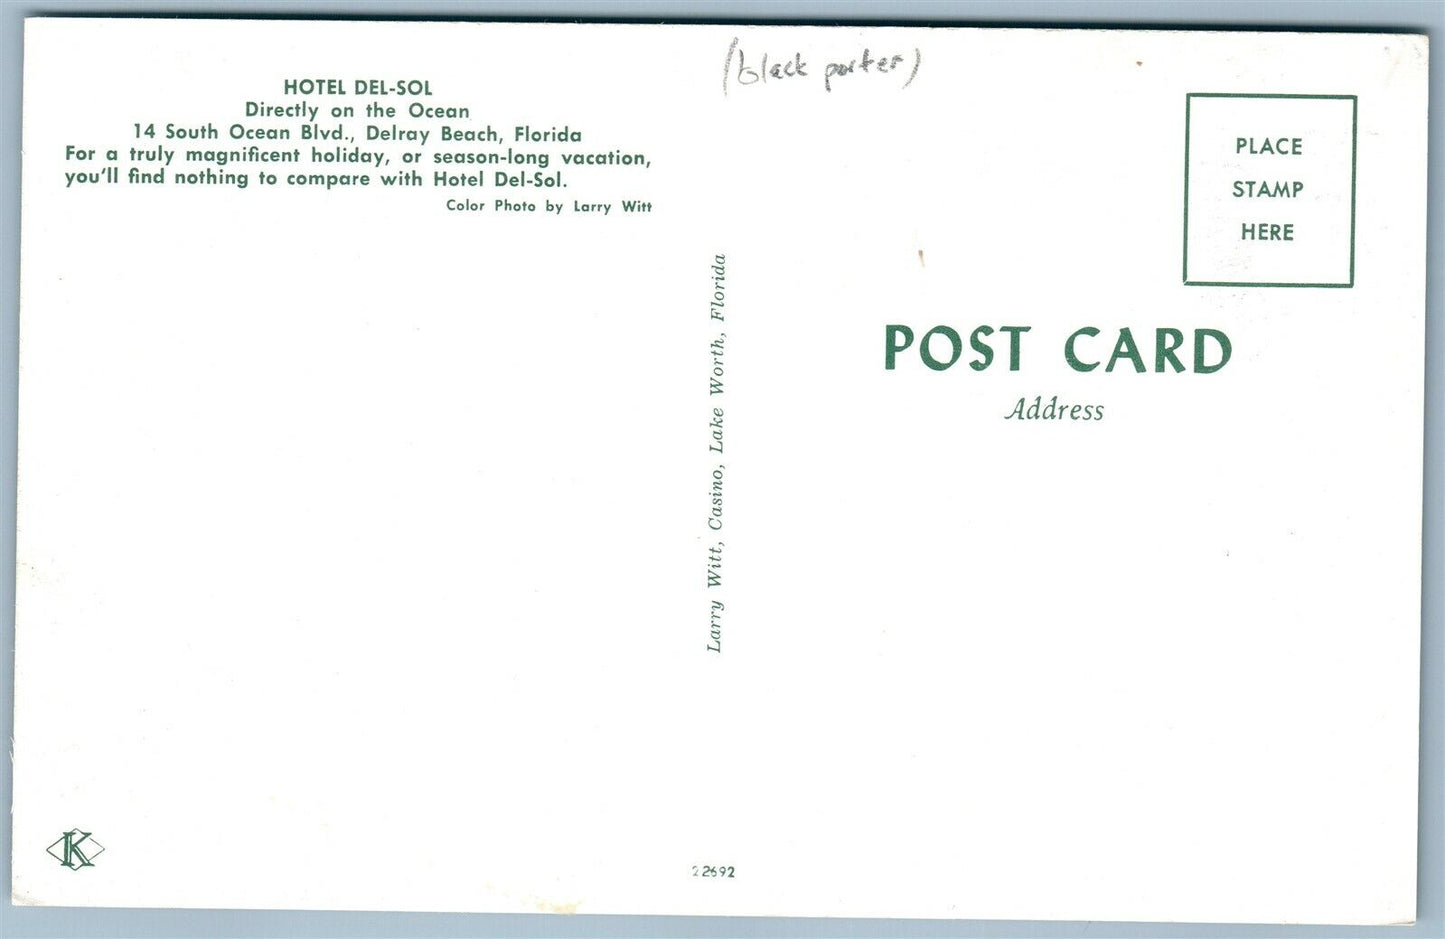 (black porter)
HOTEL DEL-SOL
Directly on the Ocean
14 South Ocean Blvd., Delray Beach, Florida
For a truly magnificent holiday, or season-long vacation,
you'll find nothing to compare with Hotel Del-Sol.
Color Photo by Larry Witt
Larry Witt, Casino, Lake Worth, Florida
PLACE
STAMP
HERE
POST CARD
Address
K
22692